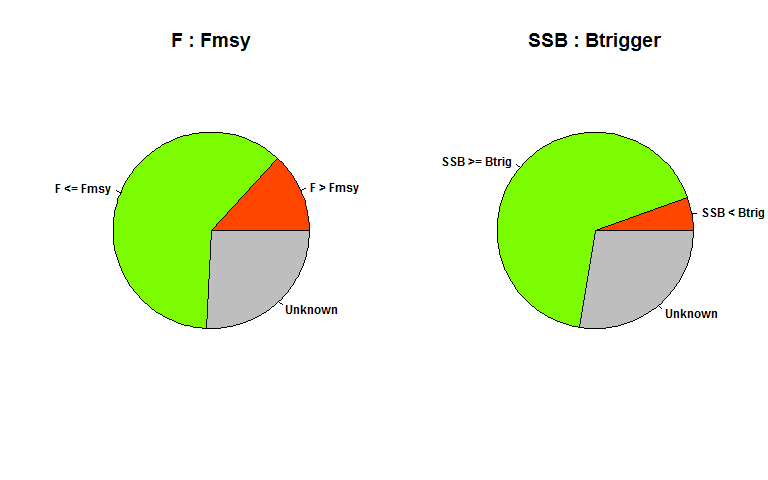 F : Fmsy
F <= Fmsy
F > Fmsy
Unknown
SSB : Btrigger
SSB >= Btrig
SSB < Btrig
Unknown